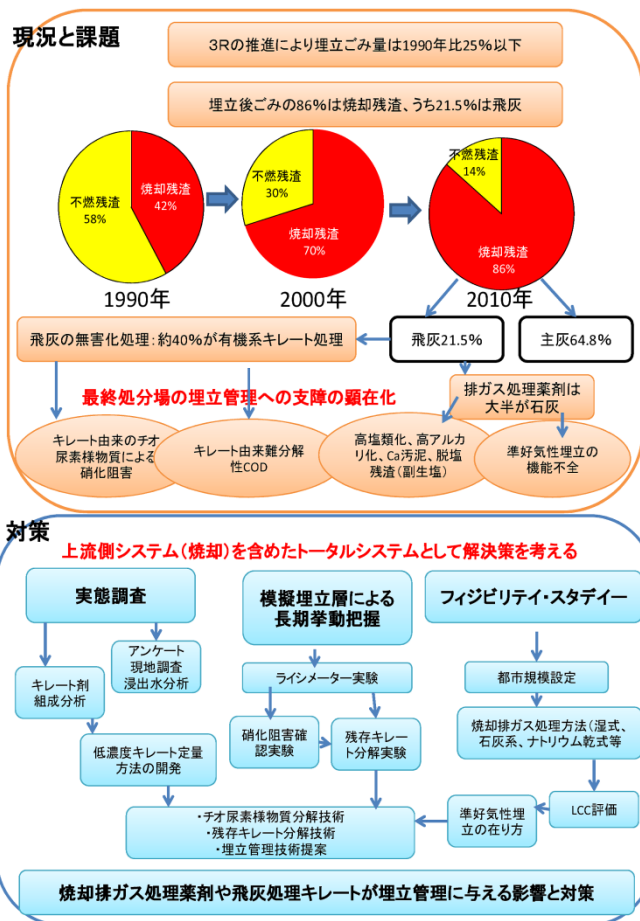 現況と課題
3Rの推進により埋立ごみ量は1990年比25%以下
埋立後ごみの86%は焼却残渣、うち21.5%は飛灰
不燃残渣
58%
焼却残渣
42%
不燃残渣
30%
焼却残渣
70%
不燃残渣
14%
焼却残渣
86%
1990年
2000年
2010年
飛灰の無害化処理：約40%が有機系キレート処理
飛灰21.5%
主灰64.8%
最終処分場の埋立管理への支障の顕在化
排ガス処理薬剤は
大半が石灰
キレート由来のチオ
尿素様物質による
硝化阻害
キレート由来難分解
性COD
高塩類化、高アルカ
リ化、Ca汚泥、脱塩
残渣（副生塩）
準好気性埋立の
機能不全
対策
上流側システム（焼却）を含めたトータルシステムとして解決策を考える
実態調査
模擬埋立層による
長期挙動把握
フィジビリテイ・スタデイー
アンケート
現地調査
浸出水分析
キレート剤
組成分析
ライシメーター実験
都市規模設定
低濃度キレート定量
方法の開発
硝化阻害確
認実験
残存キレー
ト分解実験
焼却排ガス処理方法（湿式、
石灰系、ナトリウム乾式等
・チオ尿素様物質分解技術
・残存キレート分解技術
・埋立管理技術提案
準好気性埋
立の在り方
LCC評価
焼却排ガス処理薬剤や飛灰処理キレートが埋立管理に与える影響と対策